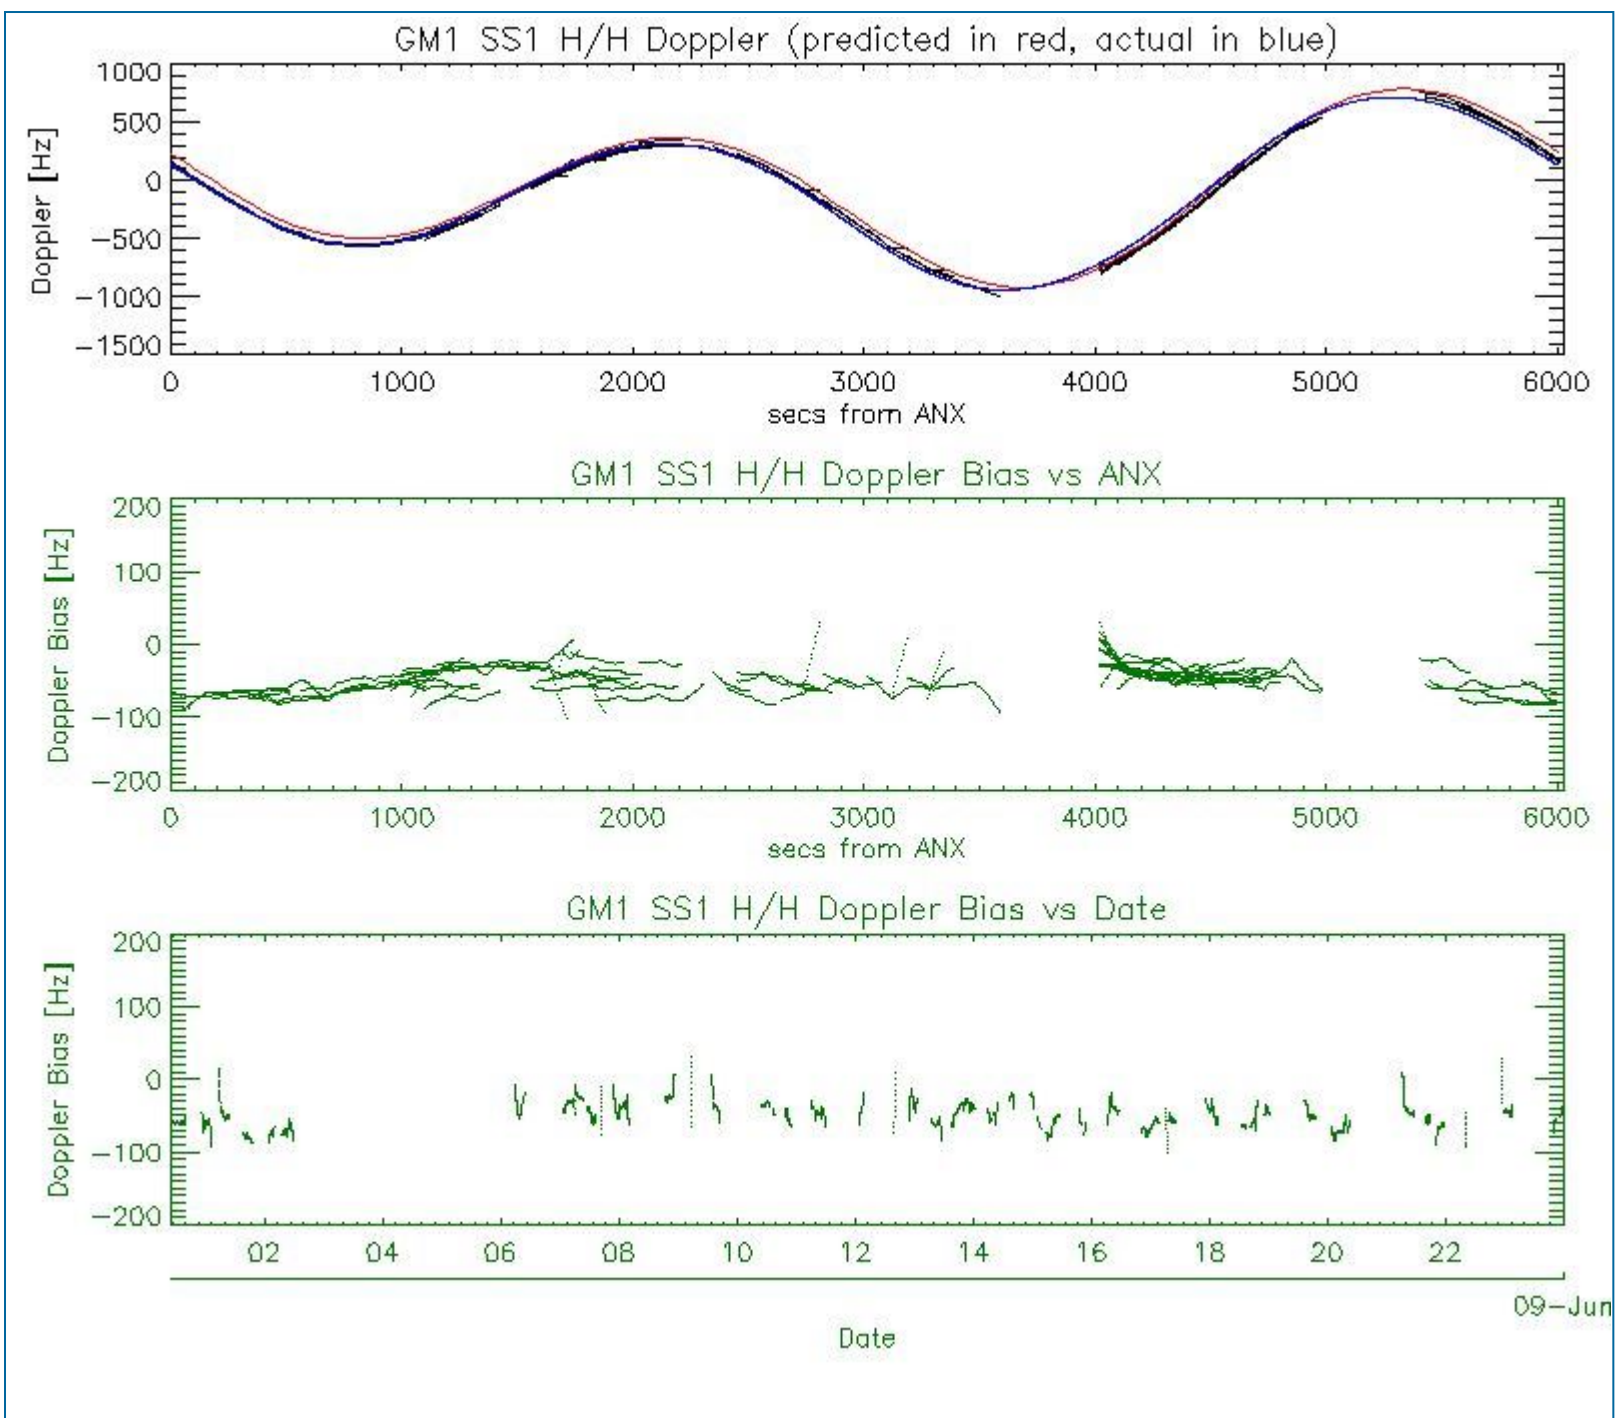 GM1 SS1 H/H Doppler (predicted in red, actual in blue)
Doppler [Hz]
1000
500
0
−500
−1000
−1500
0 1000 2000 3000 4000 5000 6000
secs from ANX
GM1 SS1 H/H Doppler Bias vs ANX
Doppler Bias [Hz]
200
100
0
−100
−200
0 1000 2000 3000 4000 5000 6000
secs from ANX
GM1 SS1 H/H Doppler Bias vs Date
Doppler Bias [Hz]
200
100
0
−100
−200
02 04 06 08 10 12 14 16 18 20 22
09−Jun
Date